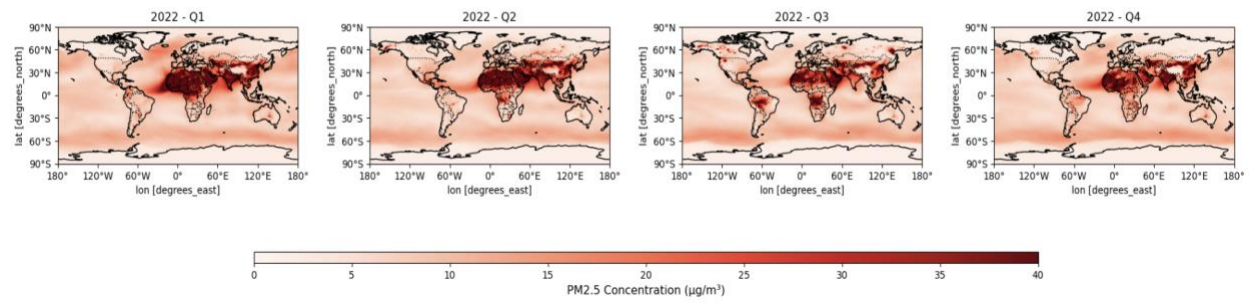 2022 - Q1
90°N
60°N
30°N
0°
30°S
60°S
90°S
lat [degrees_north]
180° 120°W 60°W 0° 60°E 120°E 180°
lon [degrees_east]
2022 - Q2
90°N
60°N
30°N
0°
30°S
60°S
90°S
lat [degrees_north]
180° 120°W 60°W 0° 60°E 120°E 180°
lon [degrees_east]
2022 - Q3
90°N
60°N
30°N
0°
30°S
60°S
90°S
lat [degrees_north]
180° 120°W 60°W 0° 60°E 120°E 180°
lon [degrees_east]
2022 - Q4
90°N
60°N
30°N
0°
30°S
60°S
90°S
lat [degrees_north]
180° 120°W 60°W 0° 60°E 120°E 180°
lon [degrees_east]
0 5 10 15 20 25 30 35 40
PM2.5 Concentration (µg/m³)